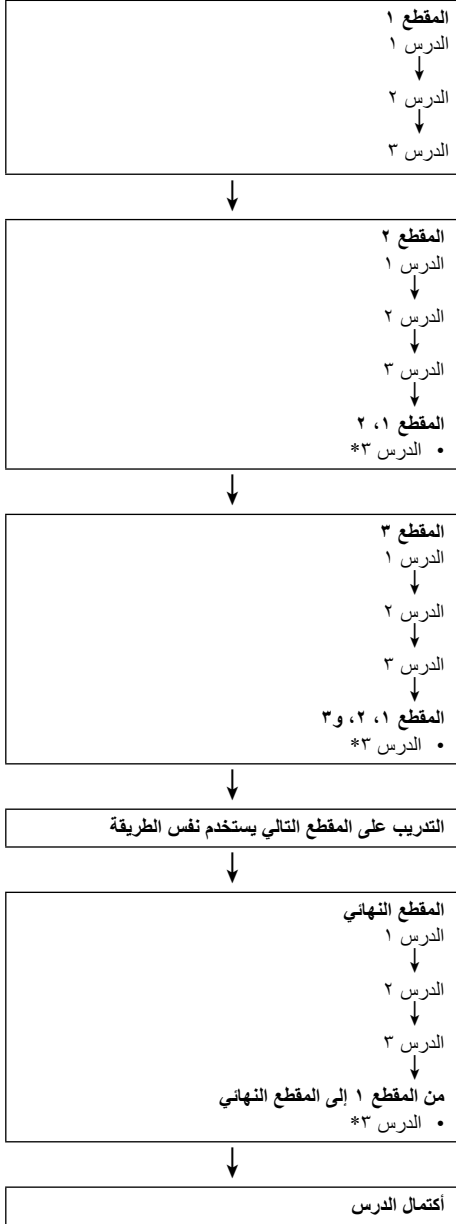 المقطع ١
الدرس ١
الدرس ٢
الدرس ٣
المقطع ٢
الدرس ١
الدرس ٢
الدرس ٣
المقطع ١، ٢
• الدرس ٣*
المقطع ٣
الدرس ١
الدرس ٢
الدرس ٣
المقطع ١، ٢، و٣
• الدرس ٣*
التدريب على المقطع التالي يستخدم نفس الطريقة
المقطع النهائي
الدرس ١
الدرس ٢
الدرس ٣
من المقطع ١ إلى المقطع النهائي
• الدرس ٣*
أكتمال الدرس